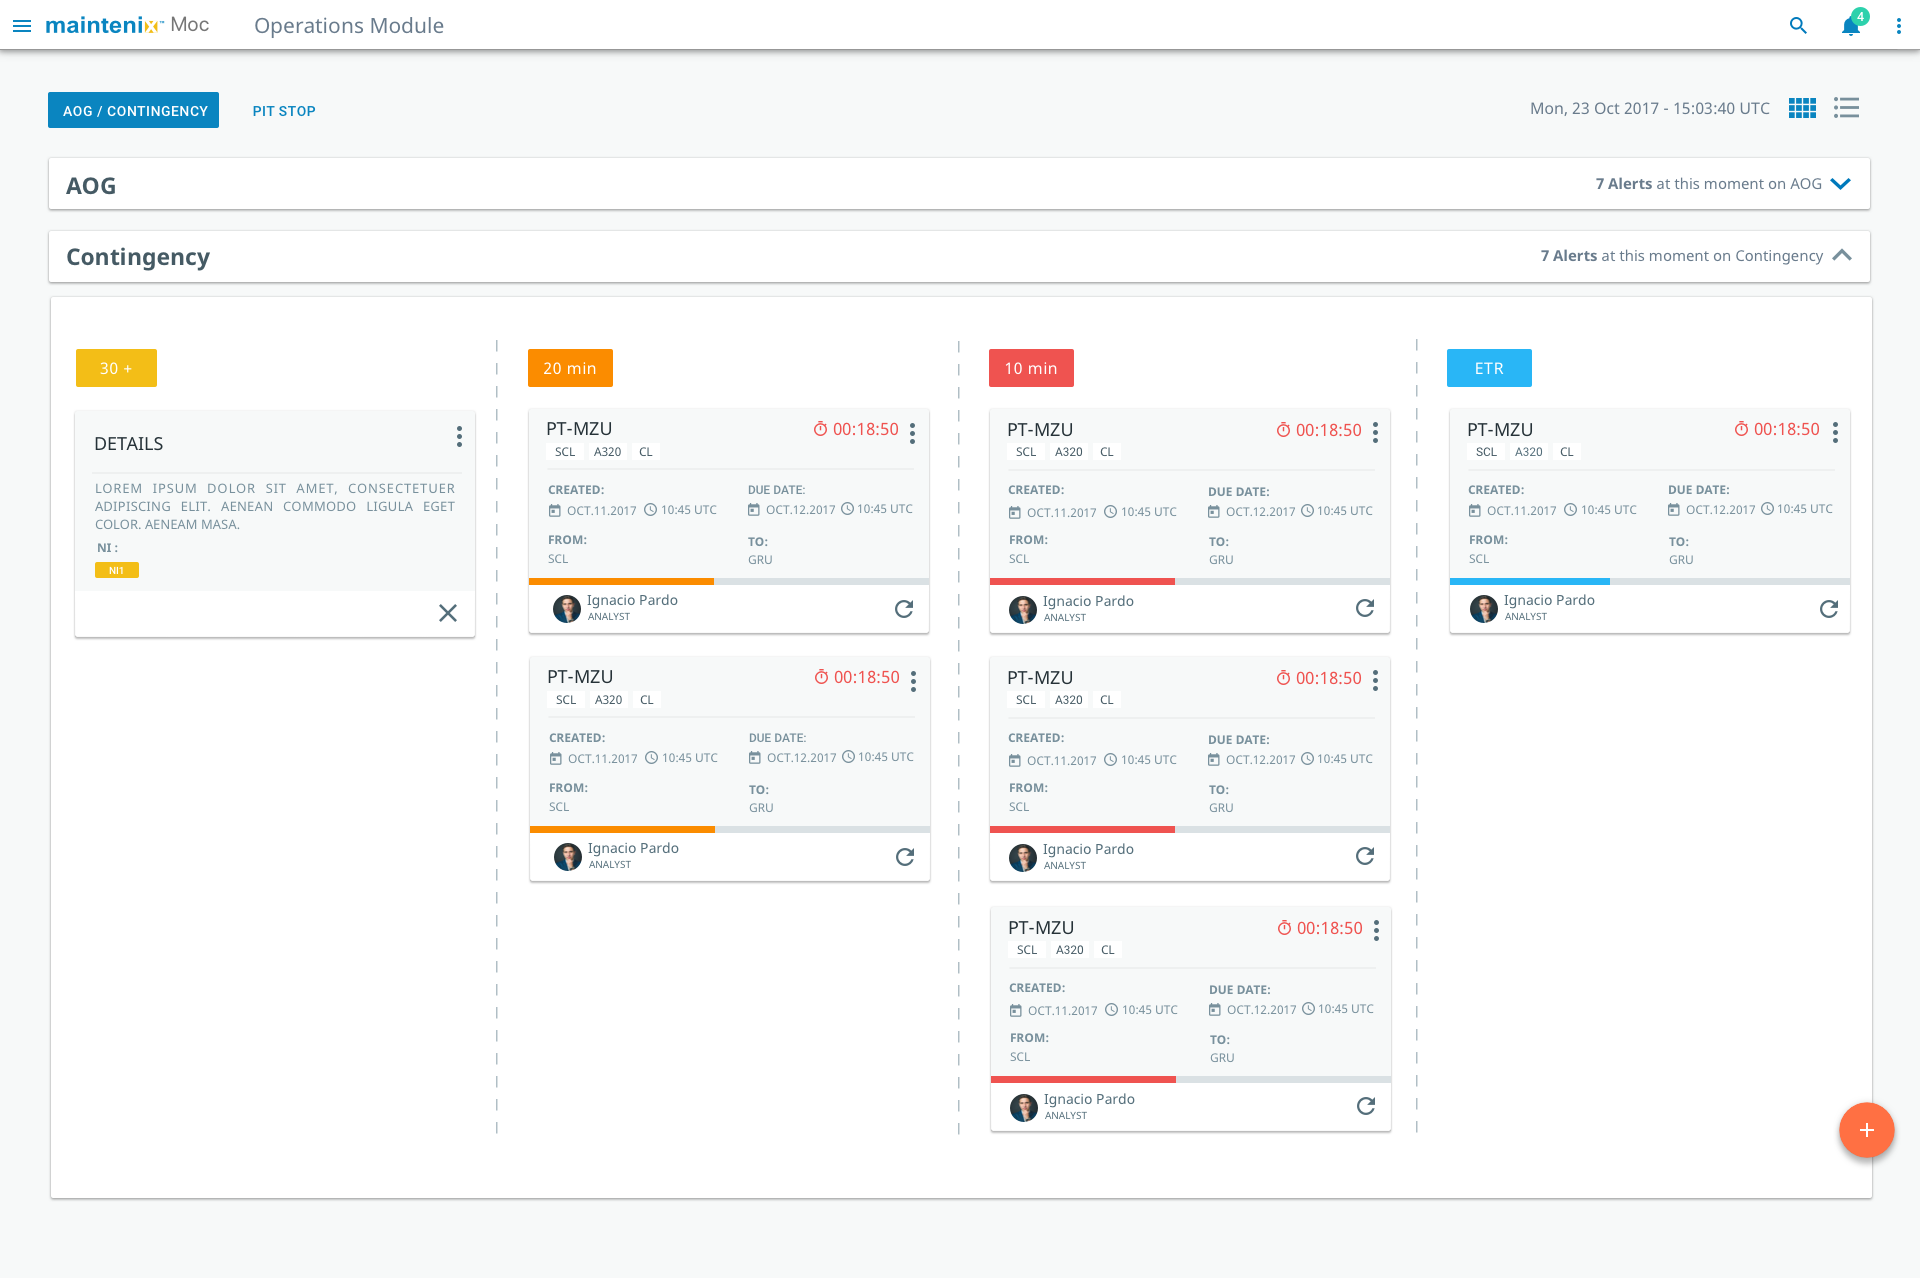 maintenix™ Moc
Operations Module
4
AOG / CONTINGENCY
PIT STOP
Mon, 23 Oct 2017 - 15:03:40 UTC
AOG
7 Alerts at this moment on AOG
Contingency
7 Alerts at this moment on Contingency
30 +
DETAILS
LOREM IPSUM DOLOR SIT AMET, CONSECTETUER
ADIPISCING ELIT. AENEAN COMMODO LIGULA EGET
COLOR. AENEAM MASA.
NI :
NI1
20 min
PT-MZU
00:18:50
SCL A320 CL
CREATED: DUE DATE:
OCT.11.2017 10:45 UTC OCT.12.2017 10:45 UTC
FROM: TO:
SCL GRU
Ignacio Pardo
ANALYST
PT-MZU
00:18:50
SCL A320 CL
CREATED: DUE DATE:
OCT.11.2017 10:45 UTC OCT.12.2017 10:45 UTC
FROM: TO:
SCL GRU
Ignacio Pardo
ANALYST
10 min
PT-MZU
00:18:50
SCL A320 CL
CREATED: DUE DATE:
OCT.11.2017 10:45 UTC OCT.12.2017 10:45 UTC
FROM: TO:
SCL GRU
Ignacio Pardo
ANALYST
PT-MZU
00:18:50
SCL A320 CL
CREATED: DUE DATE:
OCT.11.2017 10:45 UTC OCT.12.2017 10:45 UTC
FROM: TO:
SCL GRU
Ignacio Pardo
ANALYST
PT-MZU
00:18:50
SCL A320 CL
CREATED: DUE DATE:
OCT.11.2017 10:45 UTC OCT.12.2017 10:45 UTC
FROM: TO:
SCL GRU
Ignacio Pardo
ANALYST
ETR
PT-MZU
00:18:50
SCL A320 CL
CREATED: DUE DATE:
OCT.11.2017 10:45 UTC OCT.12.2017 10:45 UTC
FROM: TO:
SCL GRU
Ignacio Pardo
ANALYST